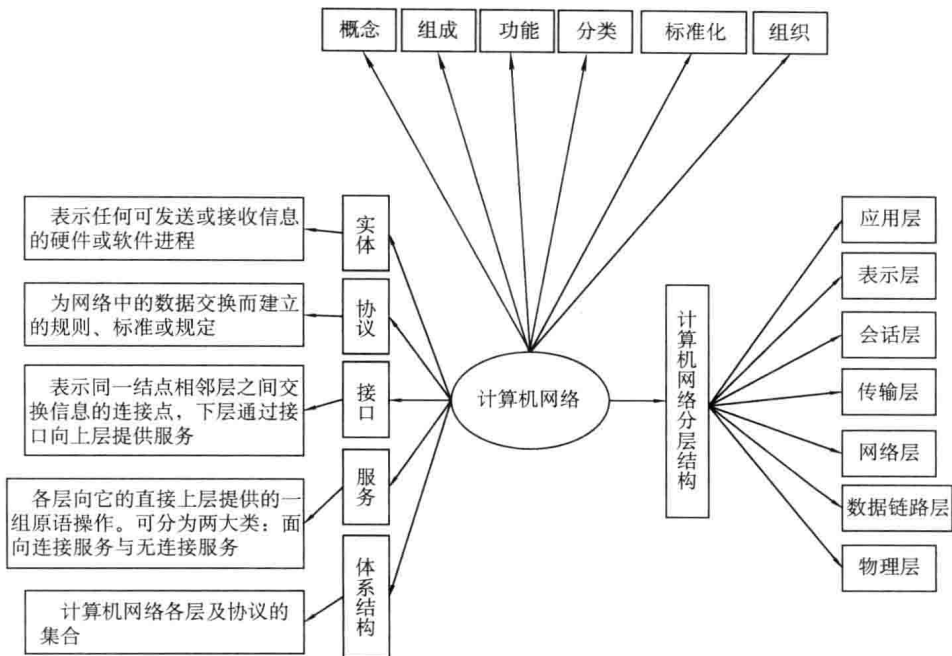 概念
组成
功能
分类
标准化
组织
表示任何可发送或接收信息
的硬件或软件进程
实体
为网络中的数据交换而建立
的规则、标准或规定
协议
表示同一结点相邻层之间交
换信息的连接点，下层通过接
口向上层提供服务
接口
各层向它的直接上层提供的一
组原语操作。可分为两大类：面
向连接服务与无连接服务
服务
计算机网络各层及协议的
集合
体系结构
计算机网络
计算机网络分层结构
应用层
表示层
会话层
传输层
网络层
数据链路层
物理层